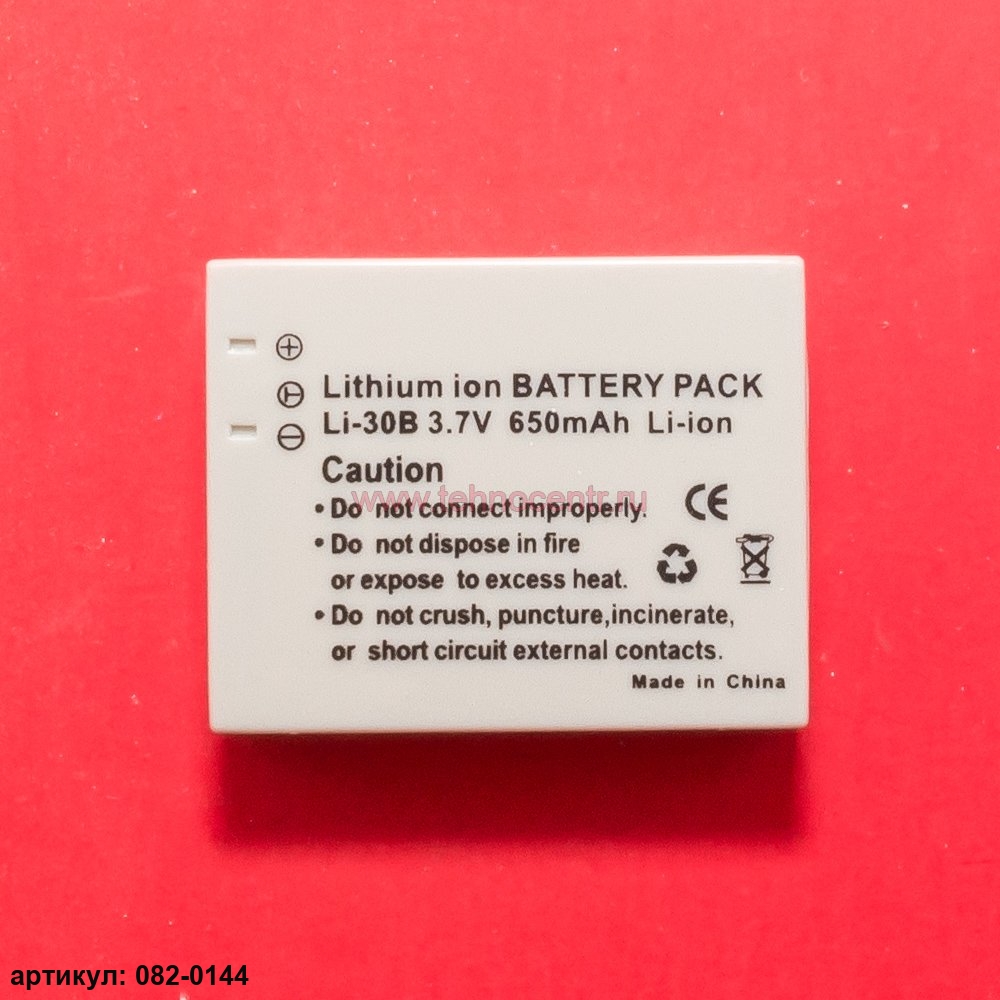 Lithium ion BATTERY PACK
Li-30B 3.7V 650mAh Li-ion
Caution
www.tehnocentr.ru
• Do not connect improperly.
CE
• Do not dispose in fire
or expose to excess heat.
• Do not crush, puncture,incinerate,
or short circuit external contacts.
Made in China
артикул: 082-0144